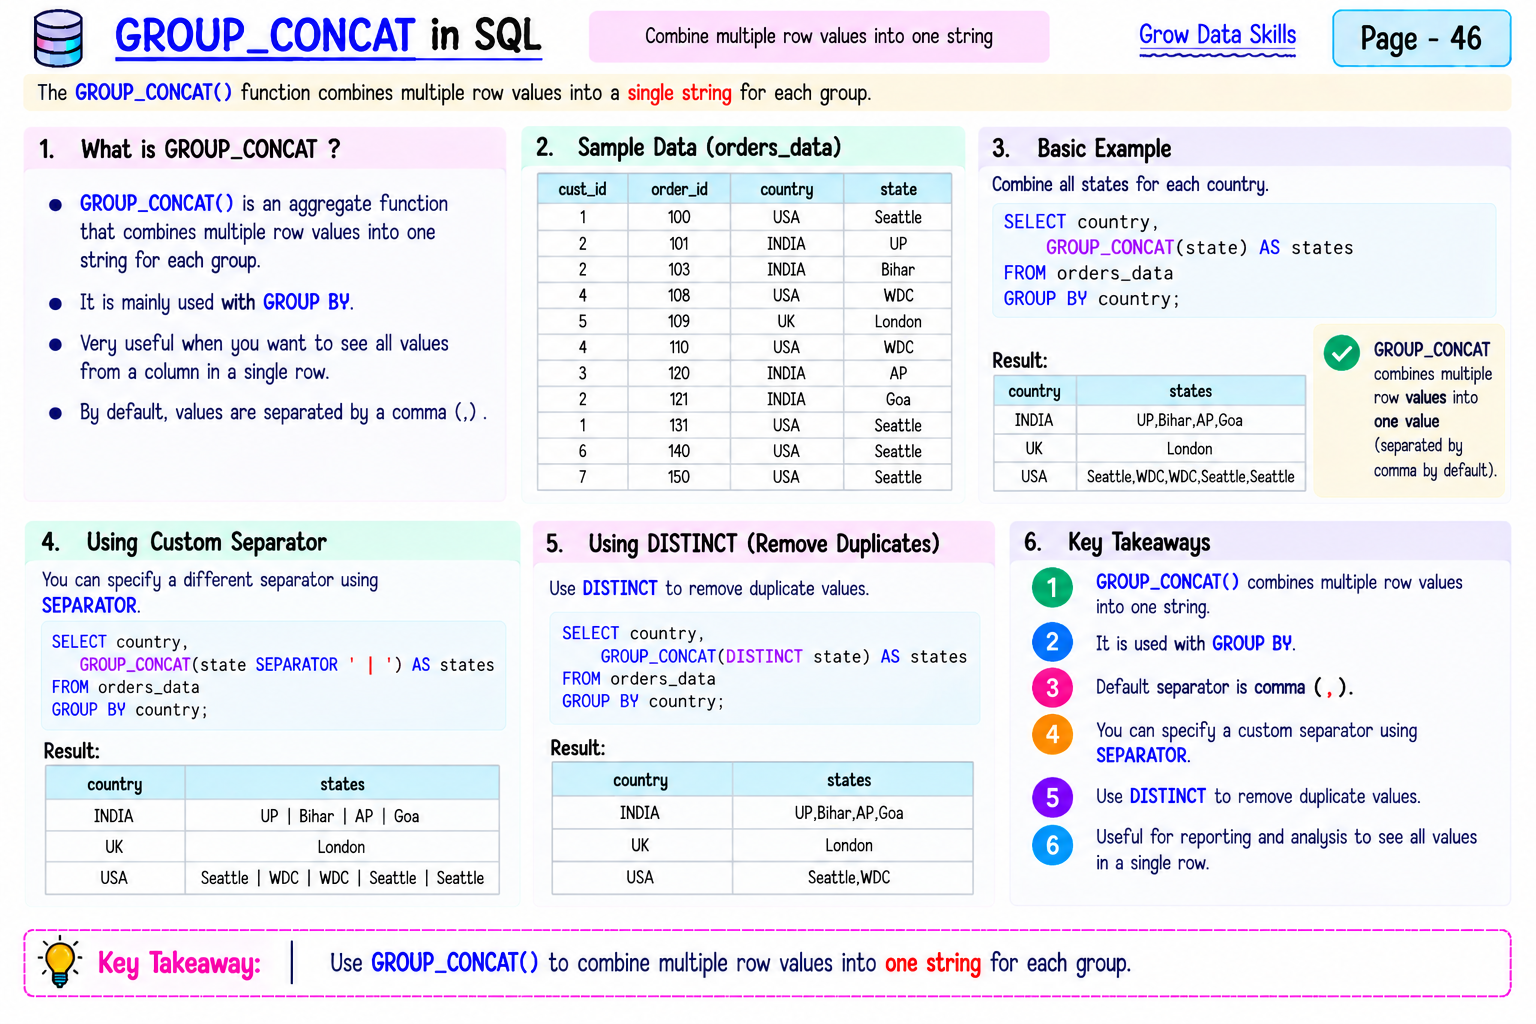 GROUP_CONCAT in SQL
Combine multiple row values into one string
Grow Data Skills
Page - 46
The GROUP_CONCAT() function combines multiple row values into a single string for each group.
1. What is GROUP_CONCAT ?
GROUP_CONCAT() is an aggregate function
that combines multiple row values into one
string for each group.
It is mainly used with GROUP BY.
Very useful when you want to see all values
from a column in a single row.
By default, values are separated by a comma (,) .
2. Sample Data (orders_data)
cust_id order_id country state
1 100 USA Seattle
2 101 INDIA UP
2 103 INDIA Bihar
4 108 USA WDC
5 109 UK London
4 110 USA WDC
3 120 INDIA AP
2 121 INDIA Goa
1 131 USA Seattle
6 140 USA Seattle
7 150 USA Seattle
3. Basic Example
Combine all states for each country.
SELECT country,
GROUP_CONCAT(state) AS states
FROM orders_data
GROUP BY country;
Result:
country states
INDIA UP,Bihar,AP,Goa
UK London
USA Seattle,WDC,WDC,Seattle,Seattle
GROUP_CONCAT
combines multiple
row values into
one value
(separated by
comma by default).
4. Using Custom Separator
You can specify a different separator using
SEPARATOR.
SELECT country,
GROUP_CONCAT(state SEPARATOR ' | ') AS states
FROM orders_data
GROUP BY country;
Result:
country states
INDIA UP | Bihar | AP | Goa
UK London
USA Seattle | WDC | WDC | Seattle | Seattle
5. Using DISTINCT (Remove Duplicates)
Use DISTINCT to remove duplicate values.
SELECT country,
GROUP_CONCAT(DISTINCT state) AS states
FROM orders_data
GROUP BY country;
Result:
country states
INDIA UP,Bihar,AP,Goa
UK London
USA Seattle,WDC
6. Key Takeaways
1 GROUP_CONCAT() combines multiple row values
into one string.
2 It is used with GROUP BY.
3 Default separator is comma (,).
4 You can specify a custom separator using
SEPARATOR.
5 Use DISTINCT to remove duplicate values.
6 Useful for reporting and analysis to see all values
in a single row.
Key Takeaway:
Use GROUP_CONCAT() to combine multiple row values into one string for each group.